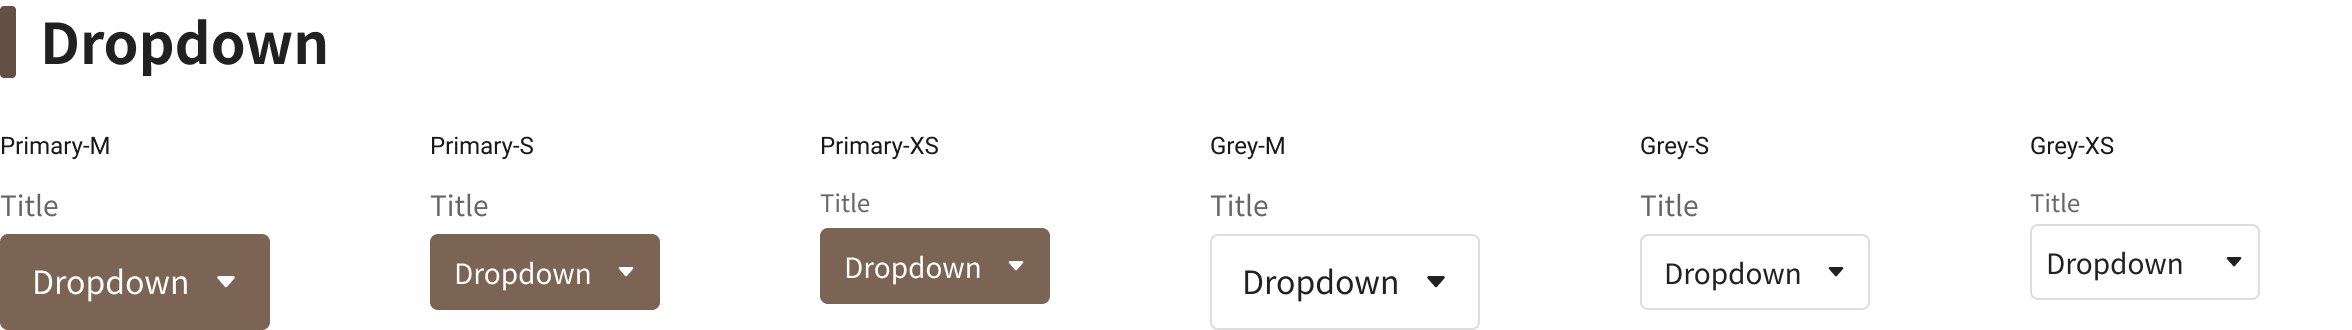 Dropdown
Primary-M
Primary-S
Primary-XS
Grey-M
Grey-S
Grey-XS
Title
Title
Title
Title
Title
Title
Dropdown
Dropdown
Dropdown
Dropdown
Dropdown
Dropdown